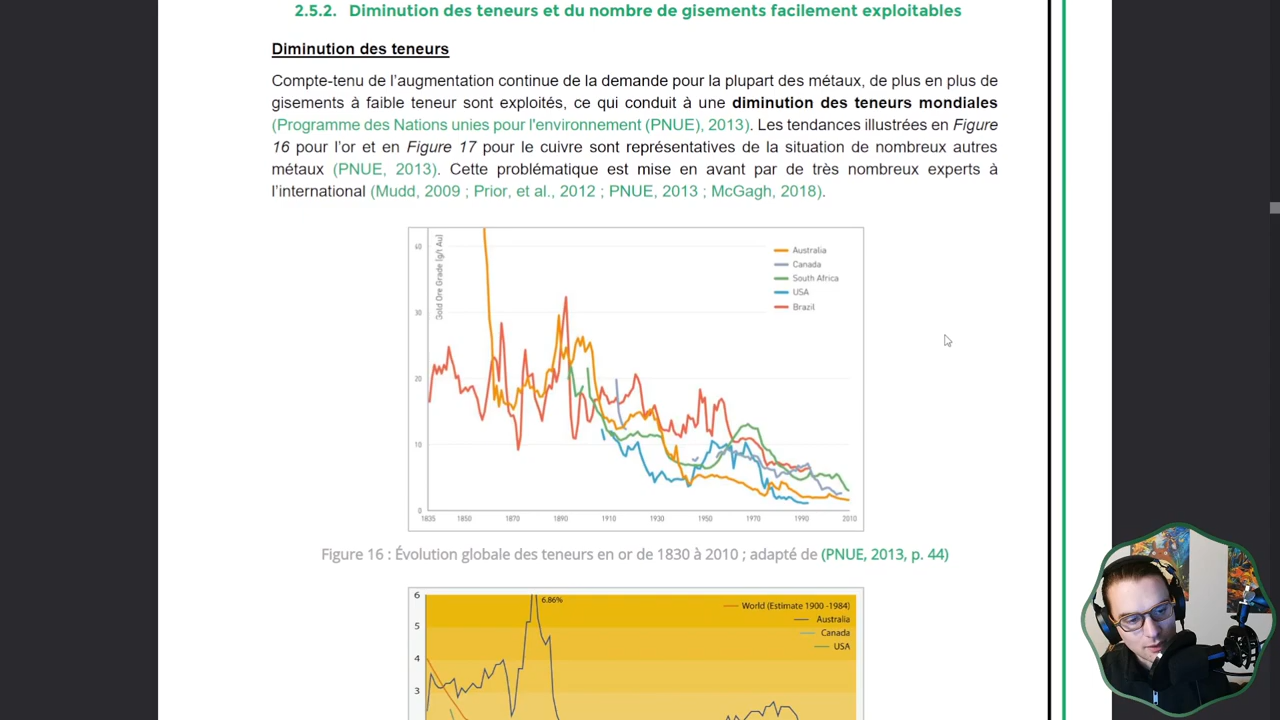 2.5.2. Diminution des teneurs et du nombre de gisements facilement exploitables
Diminution des teneurs
Compte-tenu de l'augmentation continue de la demande pour la plupart des métaux, de plus en plus de
gisements à faible teneur sont exploités, ce qui conduit à une diminution des teneurs mondiales
(Programme des Nations unies pour l'environnement (PNUE), 2013). Les tendances illustrées en Figure
16 pour l'or et en Figure 17 pour le cuivre sont représentatives de la situation de nombreux autres
métaux (PNUE, 2013). Cette problématique est mise en avant par de très nombreux experts à
l'international (Mudd, 2009 ; Prior, et al., 2012 ; PNUE, 2013 ; McGagh, 2018).
Gold Ore Grade (g/t Au)
40
30
20
10
0
Australia
Canada
South Africa
USA
Brazil
1835 1850 1870 1890 1910 1930 1950 1970 1990 2010
Figure 16 : Évolution globale des teneurs en or de 1830 à 2010 ; adapté de (PNUE, 2013, p. 44)
6
5
4
3
6.86%
World (Estimate 1900 -1984)
Australia
Canada
USA